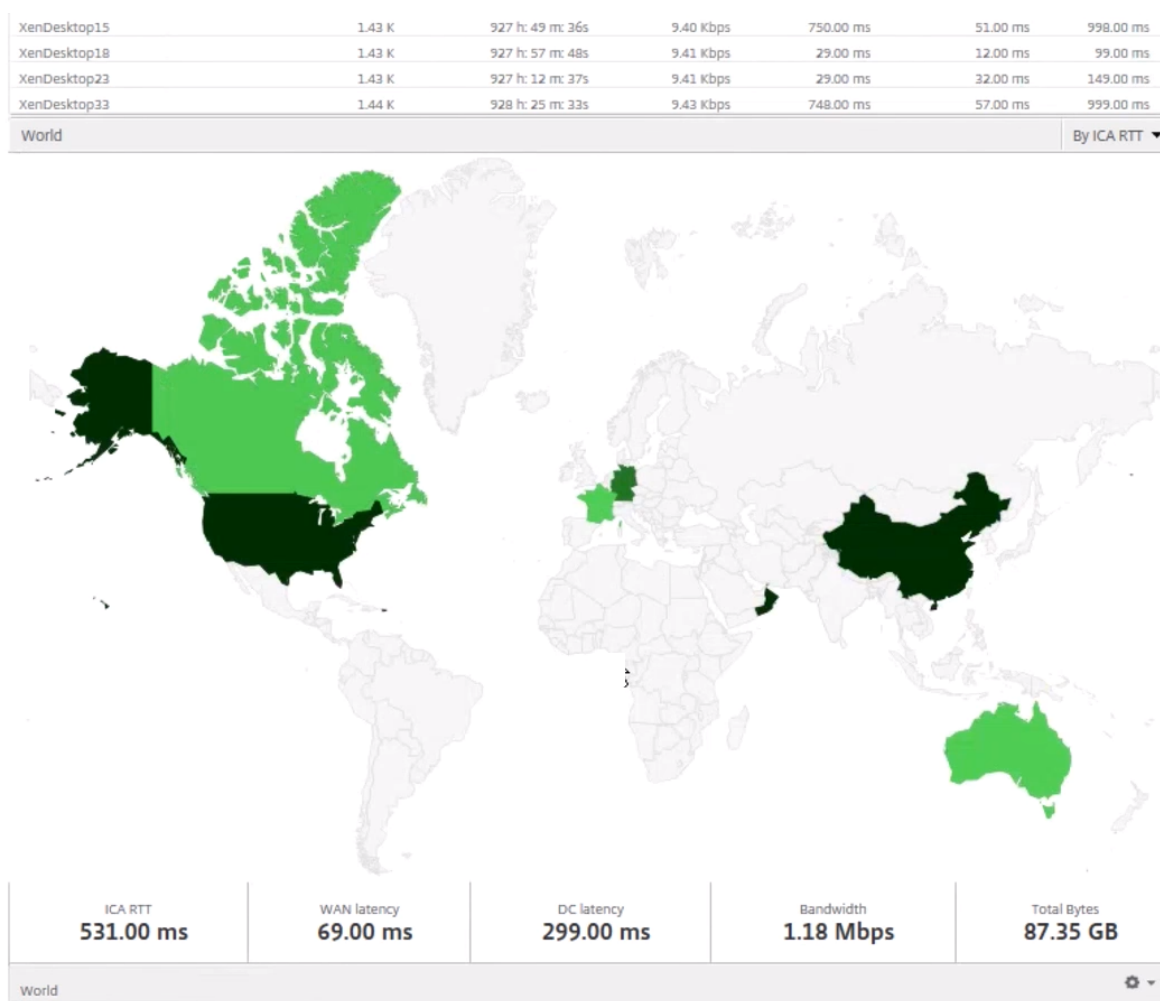 XenDesktop15 1.43 K 927 h: 49 m: 36s 9.40 Kbps 750.00 ms 51.00 ms 998.00 ms
XenDesktop18 1.43 K 927 h: 57 m: 48s 9.41 Kbps 29.00 ms 12.00 ms 99.00 ms
XenDesktop23 1.43 K 927 h: 12 m: 37s 9.41 Kbps 29.00 ms 32.00 ms 149.00 ms
XenDesktop33 1.44 K 928 h: 25 m: 33s 9.43 Kbps 748.00 ms 57.00 ms 999.00 ms
World By ICA RTT
ICA RTT WAN latency DC latency Bandwidth Total Bytes
531.00 ms 69.00 ms 299.00 ms 1.18 Mbps 87.35 GB
World